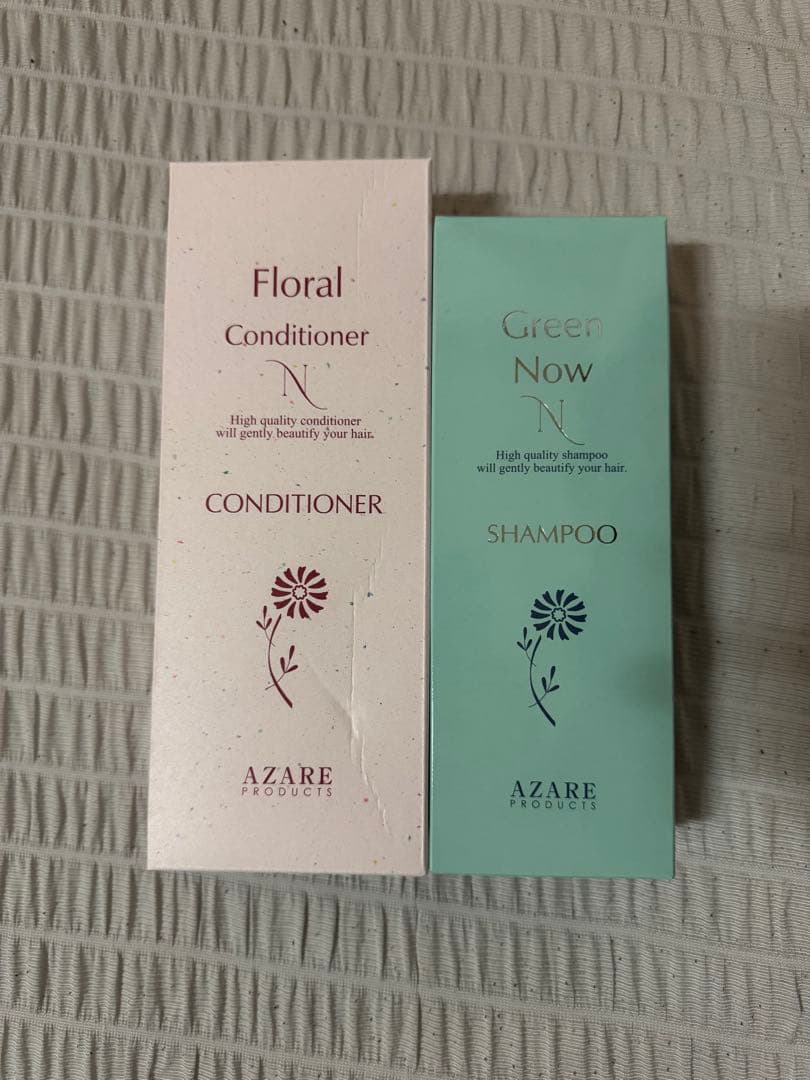 Floral
Conditioner
N
High quality conditioner
will gently beautify your hair.
CONDITIONER
AZARE
PRODUCTS
Green
Now
N
High quality shampoo
will gently beautify your hair.
SHAMPOO
AZARE
PRODUCTS